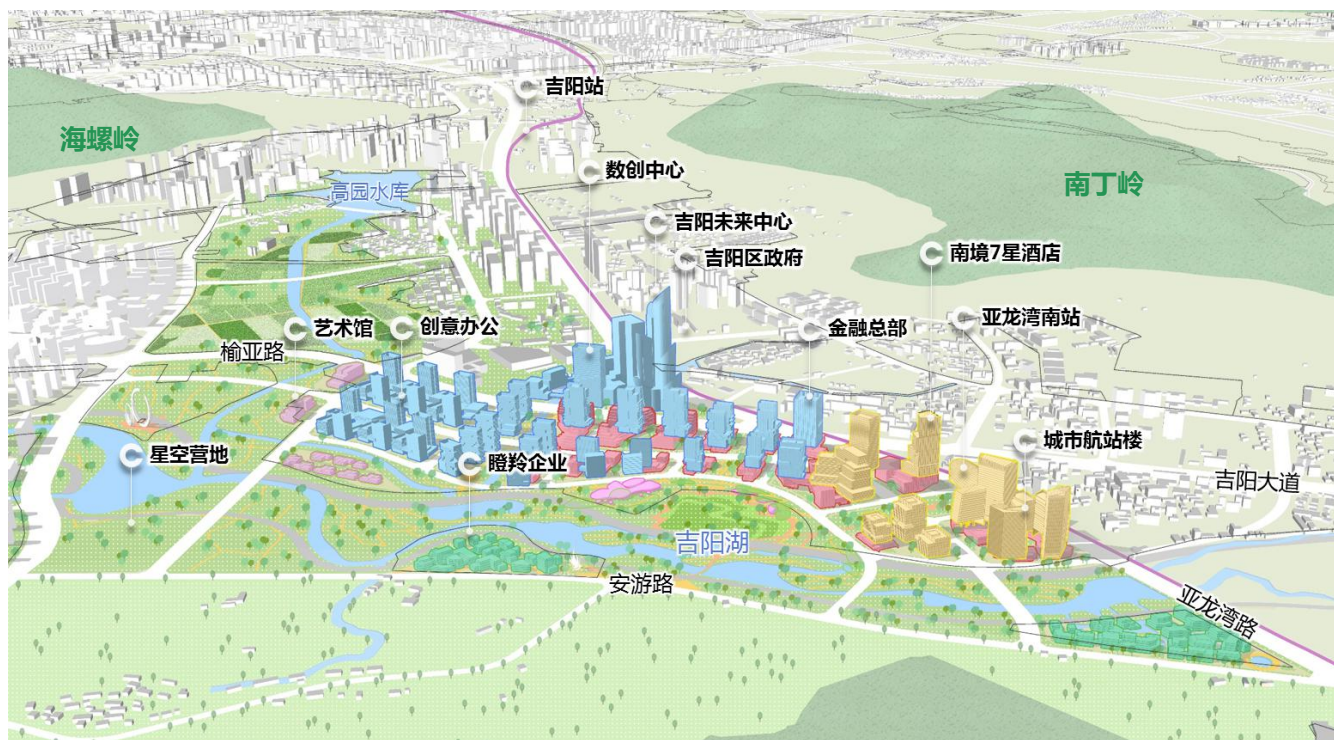 吉阳站
海螺岭
数创中心
高园水库
南丁岭
吉阳未来中心
吉阳区政府
南境7星酒店
艺术馆
创意办公
金融总部
亚龙湾南站
榆亚路
星空营地
瞪羚企业
城市航站楼
吉阳大道
吉阳湖
安游路
亚龙湾路